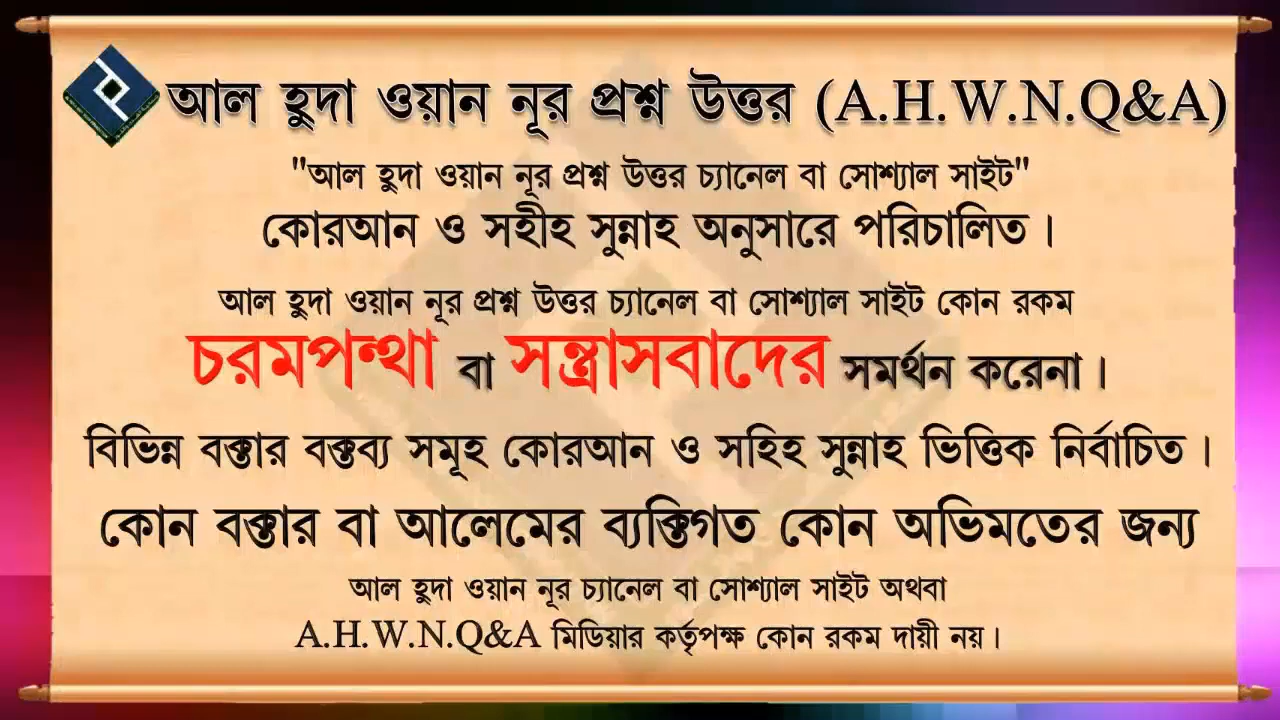 আল হুদা ওয়ান নূর প্রশ্ন উত্তর (A.H.W.N.Q&A)
"আল হুদা ওয়ান নূর প্রশ্ন উত্তর চ্যানেল বা সোশ্যাল সাইট"
কোরআন ও সহীহ সুন্নাহ অনুসারে পরিচালিত।
আল হুদা ওয়ান নূর প্রশ্ন উত্তর চ্যানেল বা সোশ্যাল সাইট কোন রকম
চরমপন্থা বা সন্ত্রাসবাদের সমর্থন করেনা।
বিভিন্ন বক্তার বক্তব্য সমূহ কোরআন ও সহিহ সুন্নাহ ভিত্তিক নির্বাচিত।
কোন বক্তার বা আলেমের ব্যক্তিগত কোন অভিমতের জন্য
আল হুদা ওয়ান নূর চ্যানেল বা সোশ্যাল সাইট অথবা
A.H.W.N.Q&A মিডিয়ার কর্তৃপক্ষ কোন রকম দায়ী নয়।